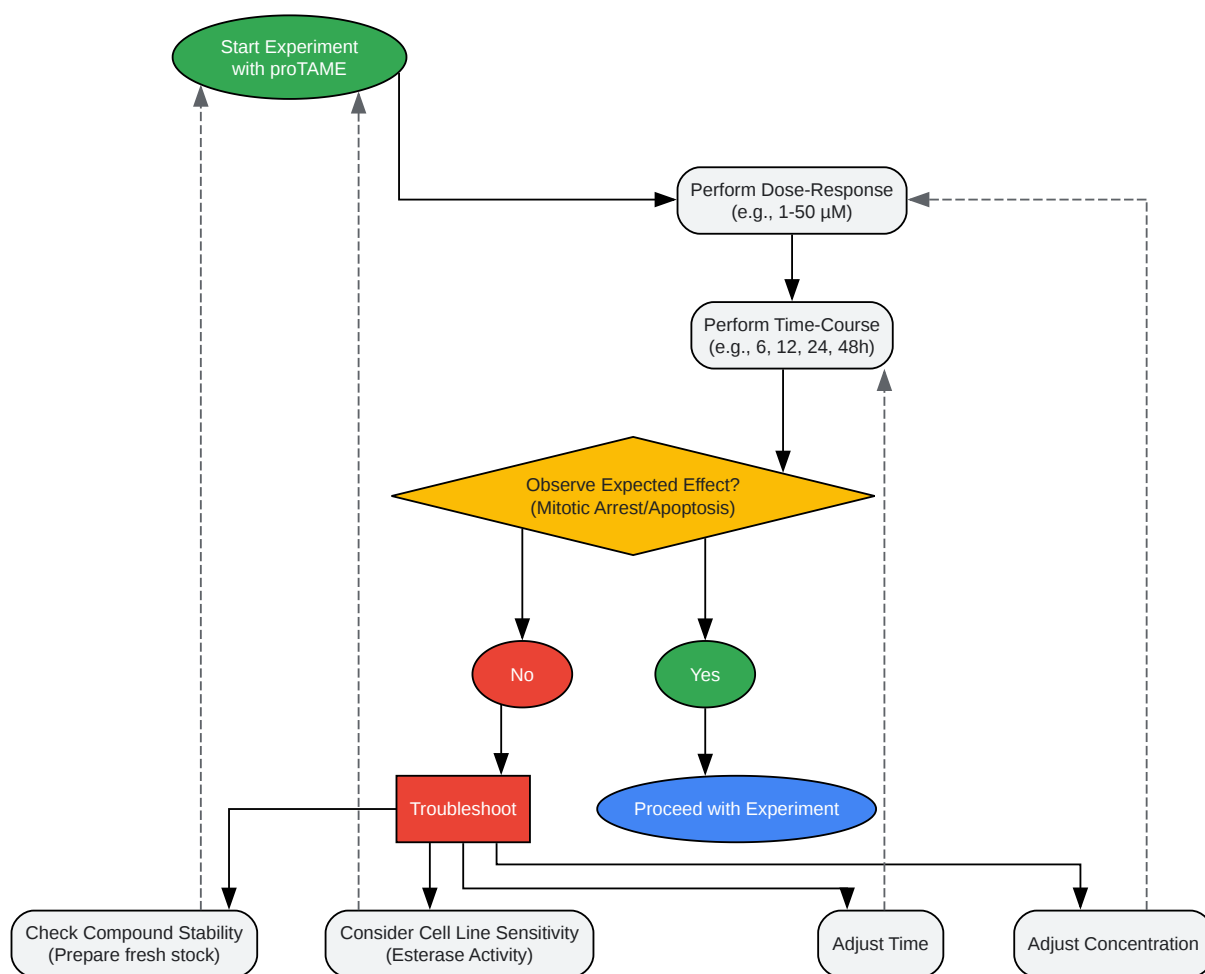 Start Experiment
with proTAME
Perform Dose-Response
(e.g., 1-50 µM)
Perform Time-Course
(e.g., 6, 12, 24, 48h)
Observe Expected Effect?
(Mitotic Arrest/Apoptosis)
No
Yes
Troubleshoot
Proceed with Experiment
Check Compound Stability
(Prepare fresh stock)
Consider Cell Line Sensitivity
(Esterase Activity)
Adjust Time
Adjust Concentration